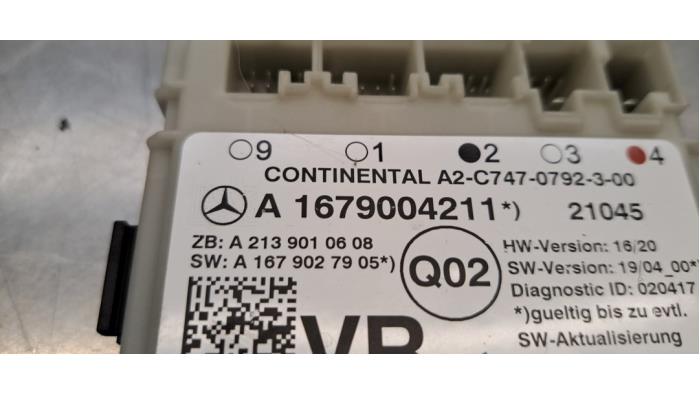 9 1 2 3 4
CONTINENTAL A2-C747-0792-3-00
A 1679004211*) 21045
ZB: A 213 901 06 08
SW: A 167 902 79 05*)
Q02
HW-Version: 16/20
SW-Version: 19/04_00*)
Diagnostic ID: 020417
*)gueltig bis zu evtl.
SW-Aktualisierung